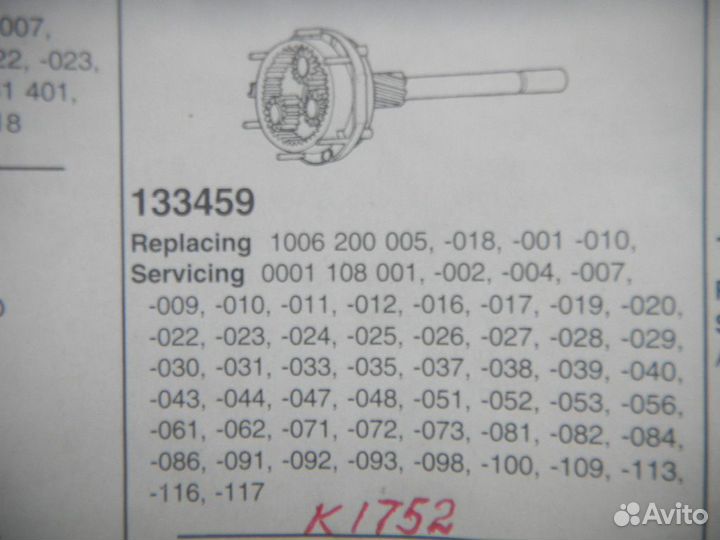 007,
22, -023,
61 401,
18
133459
Replacing 1006 200 005, -018, -001 -010,
Servicing 0001 108 001, -002, -004, -007,
-009, -010, -011, -012, -016, -017, -019, -020,
-022, -023, -024, -025, -026, -027, -028, -029,
-030, -031, -033, -035, -037, -038, -039, -040,
-043, -044, -047, -048, -051, -052, -053, -056,
-061, -062, -071, -072, -073, -081, -082, -084,
-086, -091, -092, -093, -098, -100, -109, -113,
-116, -117
K1752
Avito